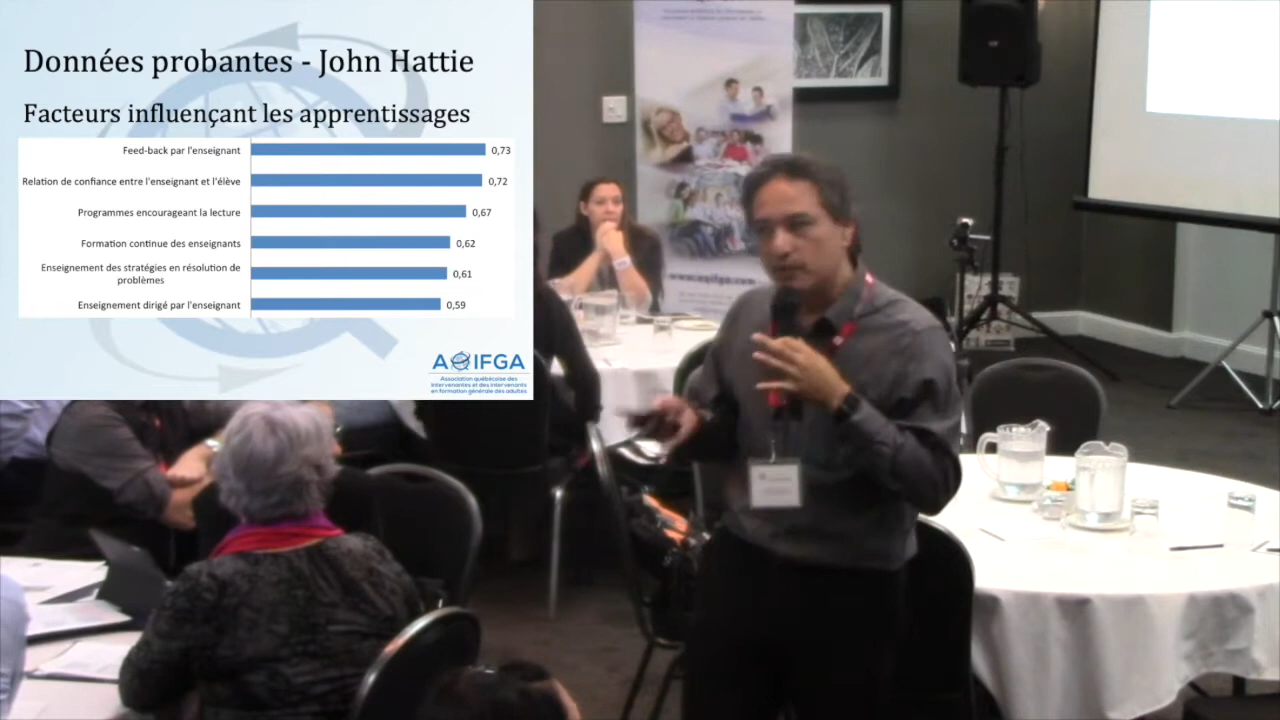 Données probantes - John Hattie
Facteurs influençant les apprentissages
Feed-back par l'enseignant 0,73
Relation de confiance entre l'enseignant et l'élève 0,72
Programmes encourageant la lecture 0,67
Formation continue des enseignants 0,62
Enseignement des stratégies en résolution de
problèmes 0,61
Enseignement dirigé par l'enseignant 0,59
AQIFGA
Association québécoise des
intervenantes et des intervenants
en formation générale des adultes
www.aqifga.com